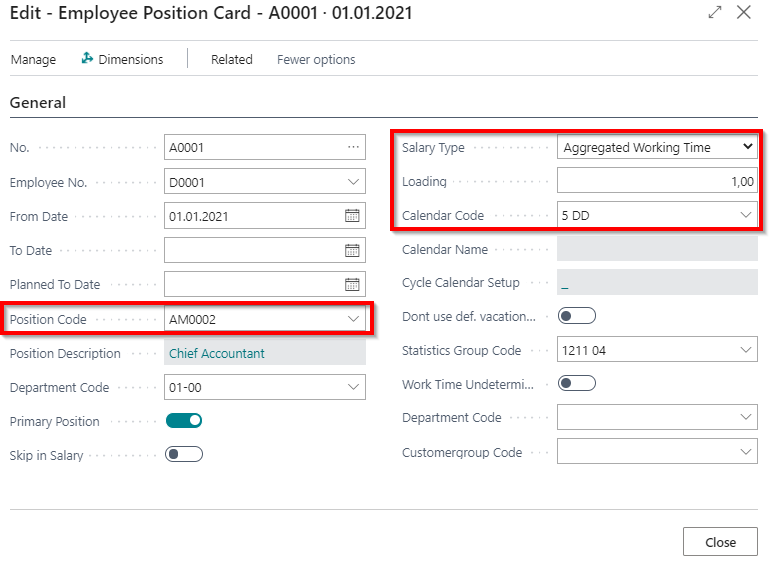 Edit - Employee Position Card - A0001 · 01.01.2021
Manage Dimensions Related Fewer options
General
No. A0001
Employee No. D0001
From Date 01.01.2021
To Date
Planned To Date
Position Code AM0002
Position Description Chief Accountant
Department Code 01-00
Primary Position
Skip in Salary
Salary Type Aggregated Working Time
Loading 1,00
Calendar Code 5 DD
Calendar Name
Cycle Calendar Setup _
Dont use def. vacation...
Statistics Group Code 1211 04
Work Time Undetermi...
Department Code
Customergroup Code
Close